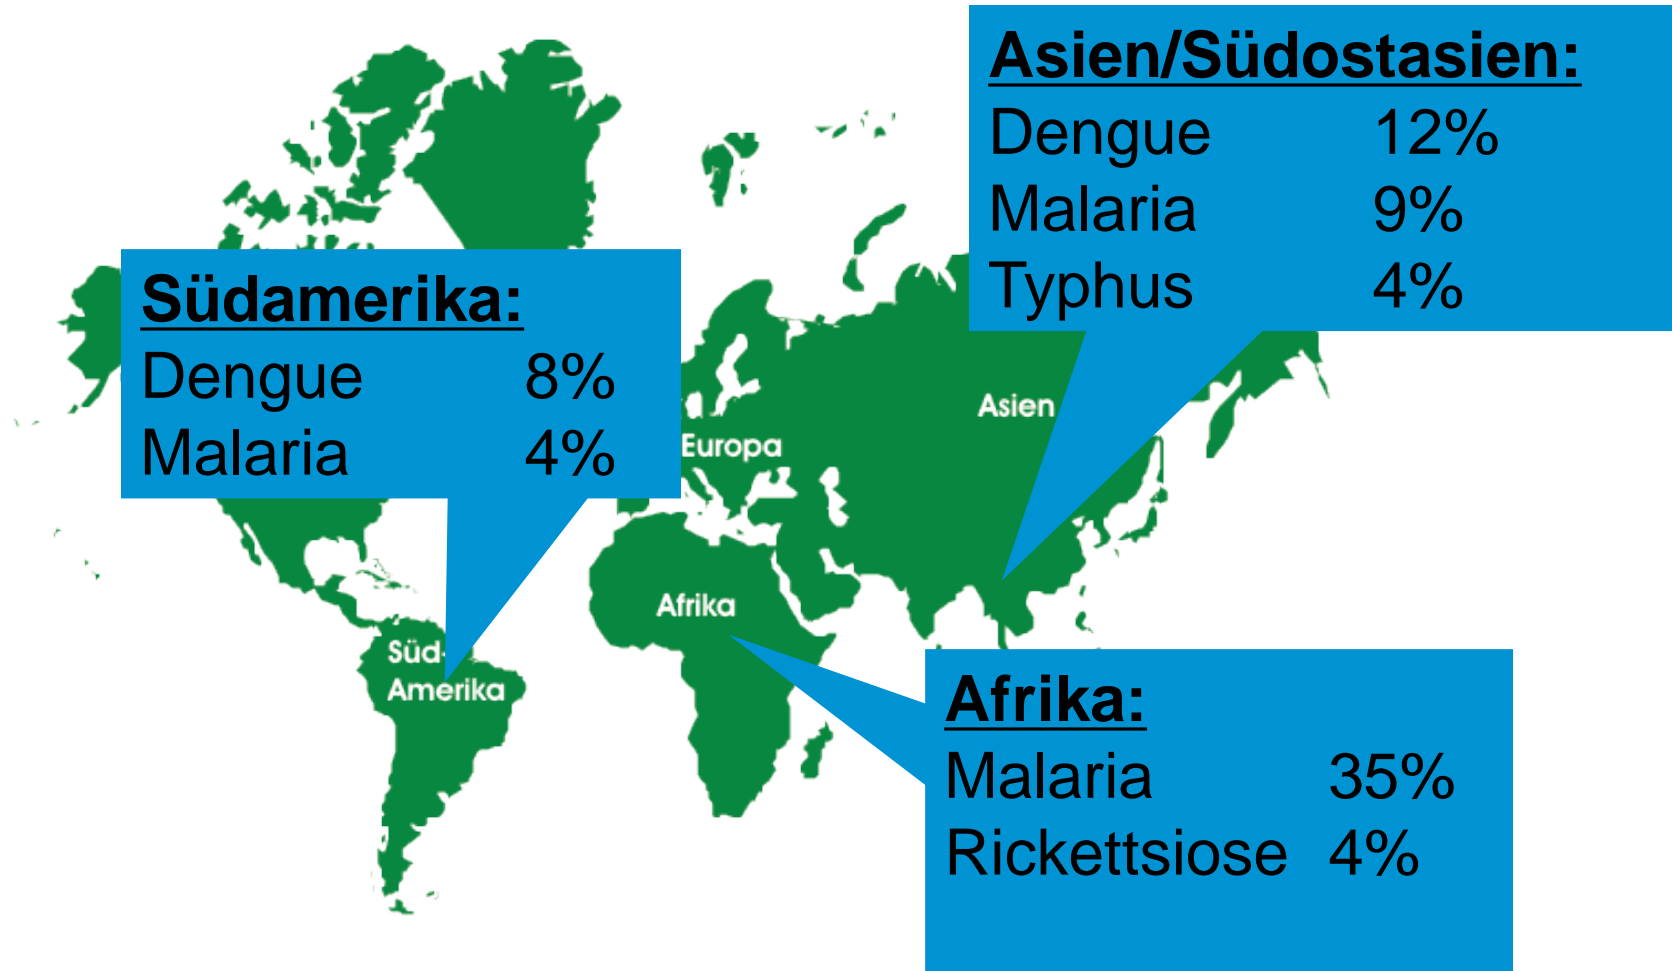 Asien/Südostasien:
Dengue 12%
Malaria 9%
Typhus 4%
Südamerika:
Dengue 8%
Malaria 4%
Asien
Europa
Afrika
Süd-
Amerika
Afrika:
Malaria 35%
Rickettsiose 4%